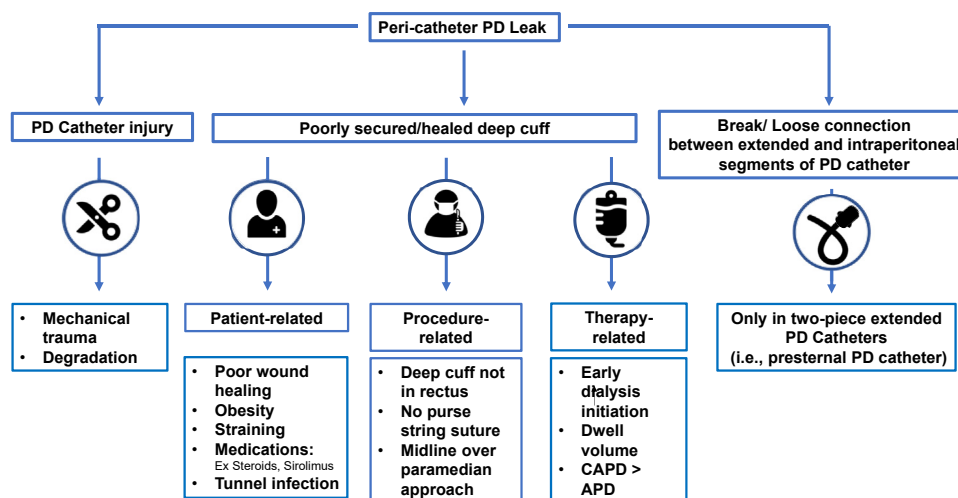 Peri-catheter PD Leak
PD Catheter injury
Poorly secured/healed deep cuff
Break/ Loose connection
between extended and intraperitoneal
segments of PD catheter
• Mechanical
trauma
• Degradation
Patient-related
• Poor wound
healing
• Obesity
• Straining
• Medications:
Ex Steroids, Sirolimus
• Tunnel infection
Procedure-
related
• Deep cuff not
in rectus
• No purse
string suture
• Midline over
paramedian
approach
Therapy-
related
• Early
dialysis
initiation
• Dwell
volume
• CAPD >
APD
Only in two-piece extended
PD Catheters
(i.e., presternal PD catheter)